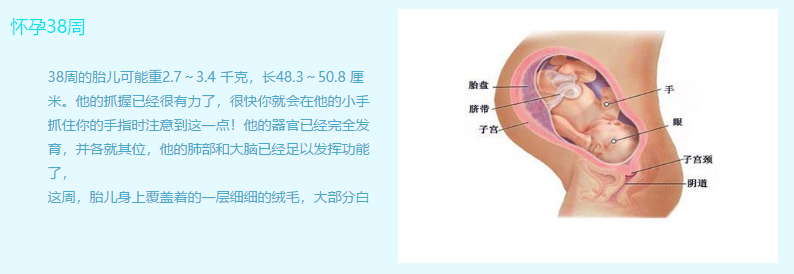 怀孕38周
38周的胎儿可能重2.7～3.4 千克，长48.3～50.8 厘
米。他的抓握已经很有力了，很快你就会在他的小手
抓住你的手指时注意到这一点！他的器官已经完全发
育，并各就其位，他的肺部和大脑已经足以发挥功能
了，
这周，胎儿身上覆盖着的一层细细的绒毛，大部分白
胎盘
脐带
子宫
手
眼
子宫颈
阴道